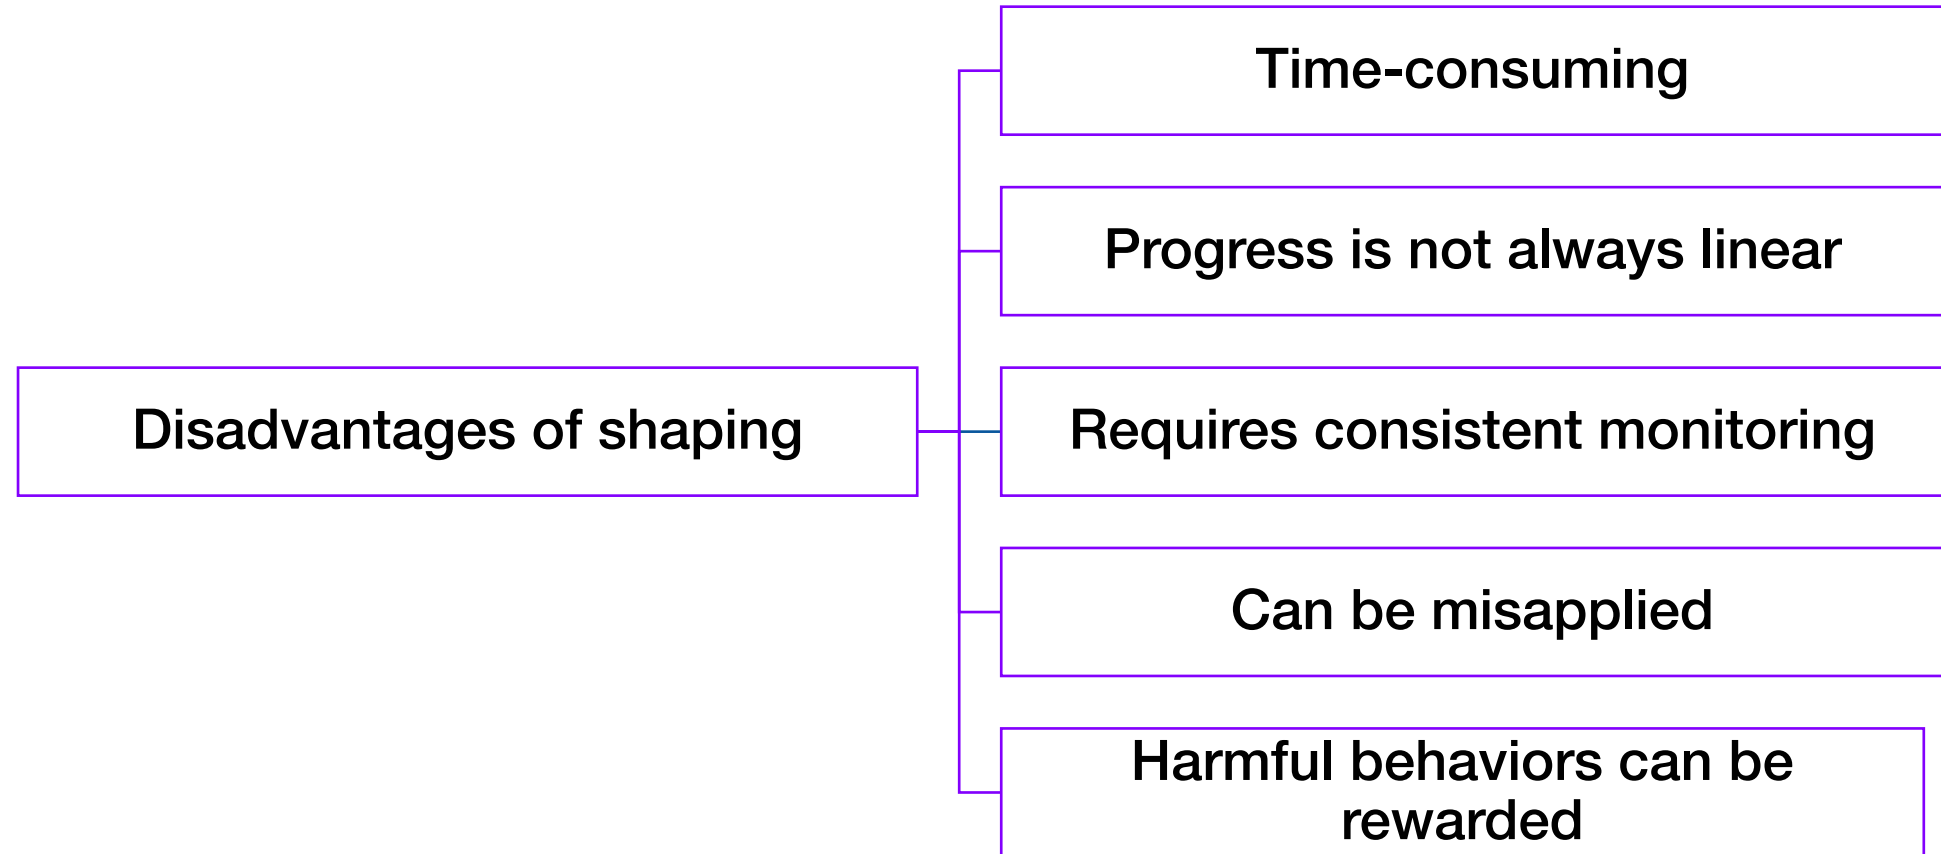 Time-consuming
Progress is not always linear
Disadvantages of shaping
Requires consistent monitoring
Can be misapplied
Harmful behaviors can be
rewarded